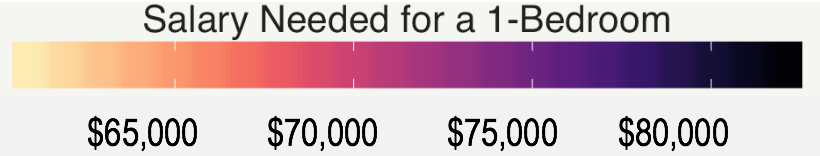 Salary Needed for a 1-Bedroom
$65,000 $70,000 $75,000 $80,000